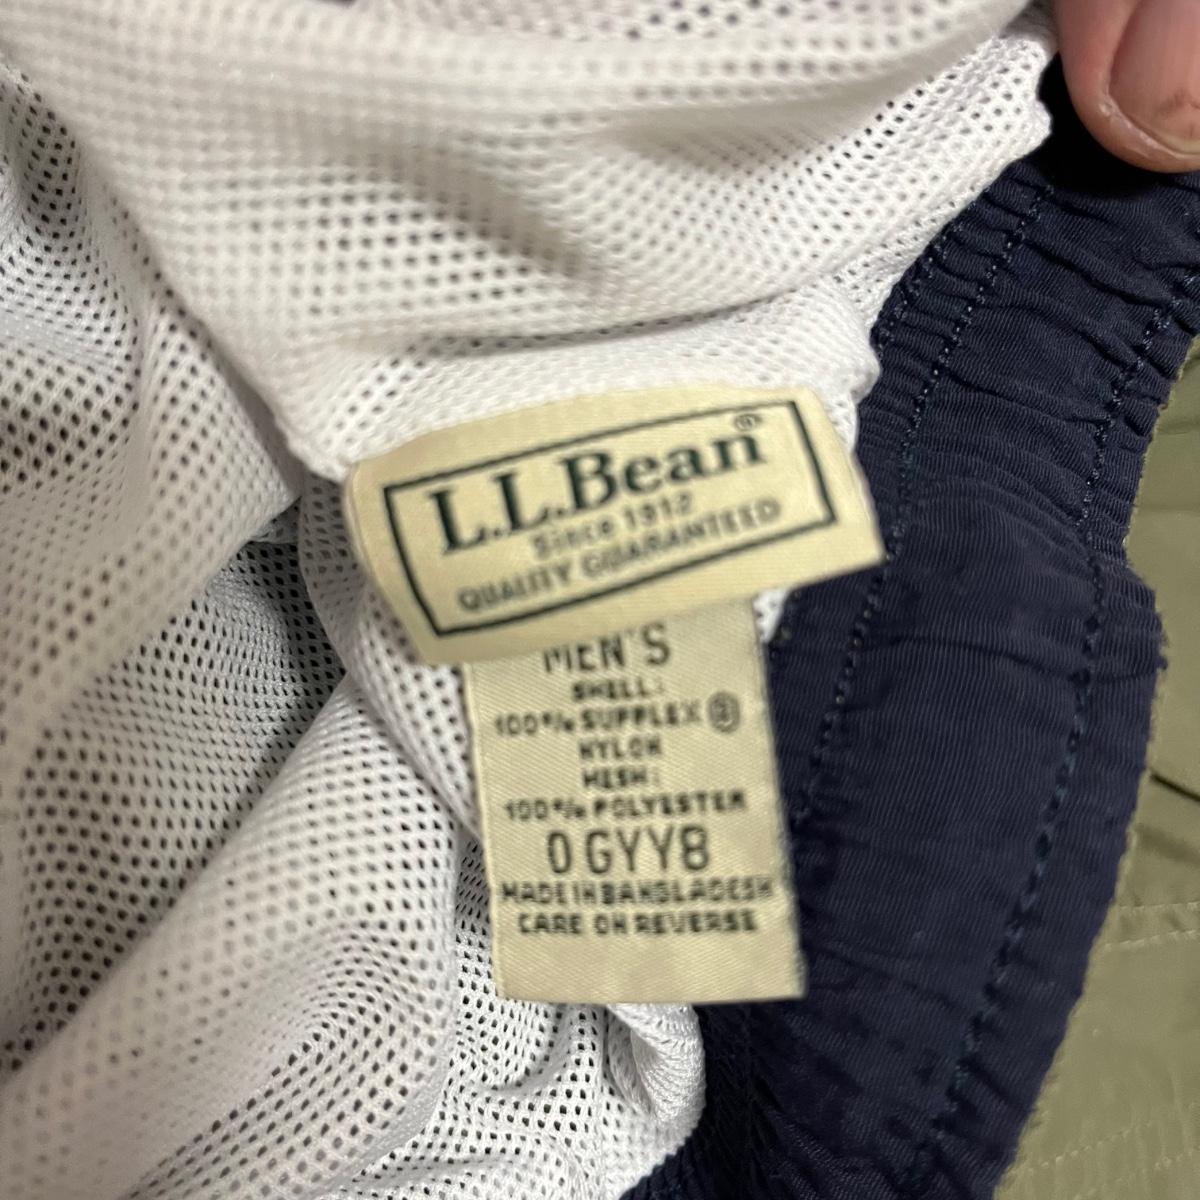 L.L.Bean®
Since 1912
QUALITY GUARANTEED
MEN'S
SHELL:
100% SUPPLEX®
NYLON
MESH:
100% POLYESTER
0GYY8
MADE IN BANGLADESH
CARE ON REVERSE